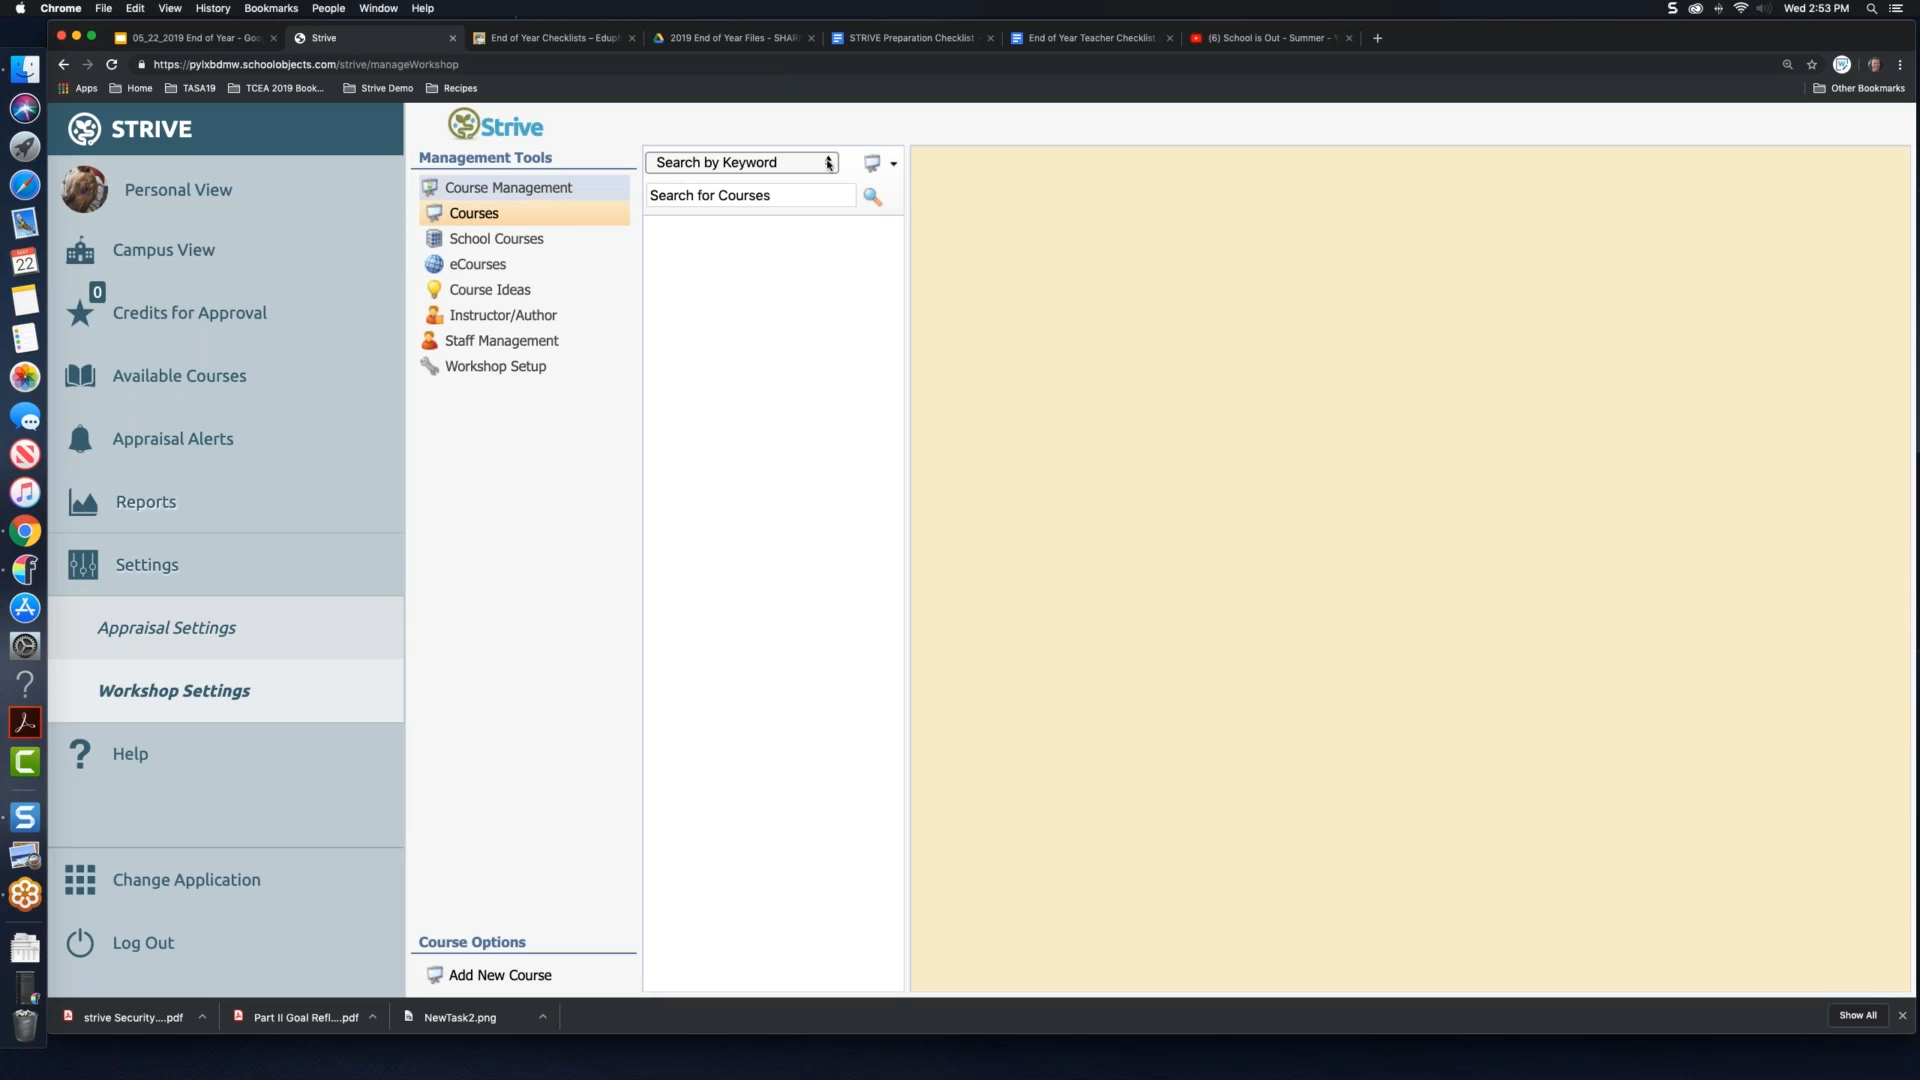 Chrome File Edit View History Bookmarks People Window Help
Wed 2:53 PM
05_22_2019 End of Year - Goo
Strive
End of Year Checklists – Edup
2019 End of Year Files - SHAR
STRIVE Preparation Checklist
End of Year Teacher Checklist
(6) School is Out - Summer -
https://pylxbdmw.schoolobjects.com/strive/manageWorkshop
Apps
Home
TASA19
TCEA 2019 Book...
Strive Demo
Recipes
Other Bookmarks
STRIVE
Personal View
Campus View
0
Credits for Approval
Available Courses
Appraisal Alerts
Reports
Settings
Appraisal Settings
Workshop Settings
Help
Change Application
Log Out
Strive
Management Tools
Course Management
Courses
School Courses
eCourses
Course Ideas
Instructor/Author
Staff Management
Workshop Setup
Course Options
Add New Course
Search by Keyword
Search for Courses
MAY
22
strive Security....pdf
Part II Goal Refl....pdf
NewTask2.png
Show All